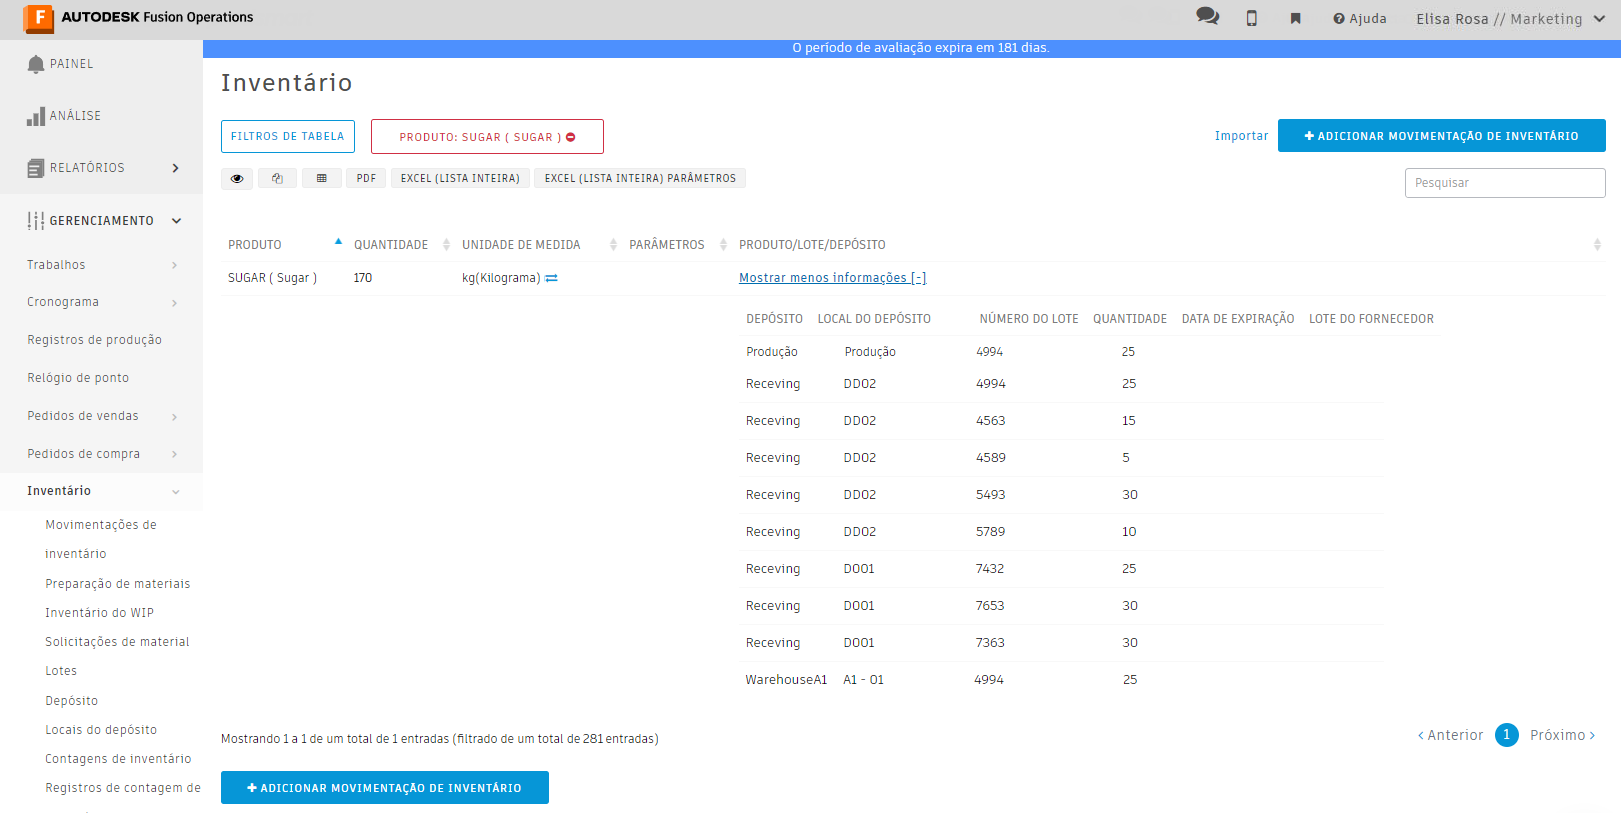 AUTODESK Fusion Operations
Ajuda
Elisa Rosa // Marketing
O período de avaliação expira em 181 dias.
PAINEL
ANÁLISE
RELATÓRIOS
GERENCIAMENTO
Trabalhos
Cronograma
Registros de produção
Relógio de ponto
Pedidos de vendas
Pedidos de compra
Inventário
Movimentações de
inventário
Preparação de materiais
Inventário do WIP
Solicitações de material
Lotes
Depósito
Locais do depósito
Contagens de inventário
Registros de contagem de
Inventário
FILTROS DE TABELA
PRODUTO: SUGAR ( SUGAR )
Importar
ADICIONAR MOVIMENTAÇÃO DE INVENTÁRIO
PDF
EXCEL (LISTA INTEIRA)
EXCEL (LISTA INTEIRA) PARÂMETROS
Pesquisar
PRODUTO QUANTIDADE UNIDADE DE MEDIDA PARÂMETROS PRODUTO/LOTE/DEPÓSITO
SUGAR ( Sugar ) 170 kg(Kilograma) Mostrar menos informações [-]
DEPÓSITO LOCAL DO DEPÓSITO NÚMERO DO LOTE QUANTIDADE DATA DE EXPIRAÇÃO LOTE DO FORNECEDOR
Produção Produção 4994 25
Receving DD02 4994 25
Receving DD02 4563 15
Receving DD02 4589 5
Receving DD02 5493 30
Receving DD02 5789 10
Receving D001 7432 25
Receving D001 7653 30
Receving D001 7363 30
WarehouseA1 A1 - 01 4994 25
Mostrando 1 a 1 de um total de 1 entradas (filtrado de um total de 281 entradas)
< Anterior 1 Próximo >
ADICIONAR MOVIMENTAÇÃO DE INVENTÁRIO